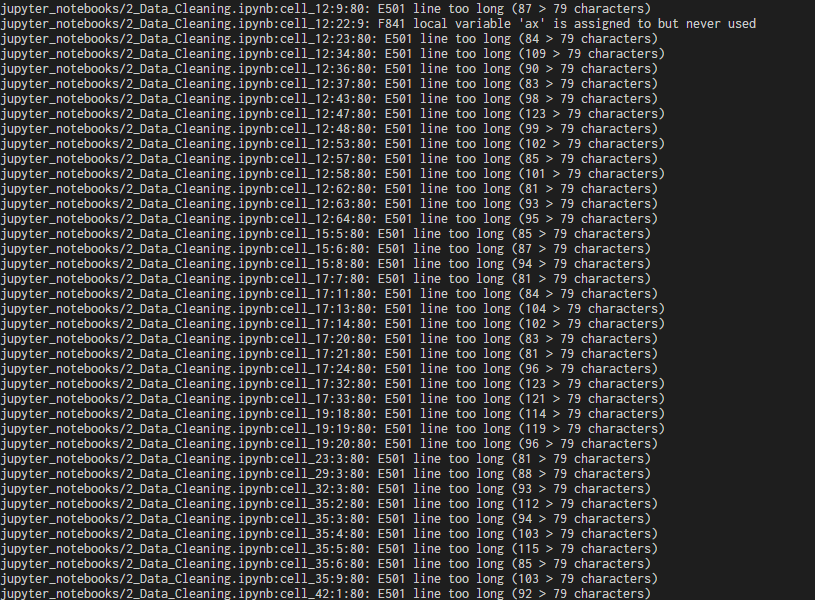 jupyter_notebooks/2_Data_Cleaning.ipynb:cell_12:9:80: E501 line too long (87 > 79 characters)
jupyter_notebooks/2_Data_Cleaning.ipynb:cell_12:22:9: F841 local variable 'ax' is assigned to but never used
jupyter_notebooks/2_Data_Cleaning.ipynb:cell_12:23:80: E501 line too long (84 > 79 characters)
jupyter_notebooks/2_Data_Cleaning.ipynb:cell_12:34:80: E501 line too long (109 > 79 characters)
jupyter_notebooks/2_Data_Cleaning.ipynb:cell_12:36:80: E501 line too long (90 > 79 characters)
jupyter_notebooks/2_Data_Cleaning.ipynb:cell_12:37:80: E501 line too long (83 > 79 characters)
jupyter_notebooks/2_Data_Cleaning.ipynb:cell_12:43:80: E501 line too long (98 > 79 characters)
jupyter_notebooks/2_Data_Cleaning.ipynb:cell_12:47:80: E501 line too long (123 > 79 characters)
jupyter_notebooks/2_Data_Cleaning.ipynb:cell_12:48:80: E501 line too long (99 > 79 characters)
jupyter_notebooks/2_Data_Cleaning.ipynb:cell_12:53:80: E501 line too long (102 > 79 characters)
jupyter_notebooks/2_Data_Cleaning.ipynb:cell_12:57:80: E501 line too long (85 > 79 characters)
jupyter_notebooks/2_Data_Cleaning.ipynb:cell_12:58:80: E501 line too long (101 > 79 characters)
jupyter_notebooks/2_Data_Cleaning.ipynb:cell_12:62:80: E501 line too long (81 > 79 characters)
jupyter_notebooks/2_Data_Cleaning.ipynb:cell_12:63:80: E501 line too long (93 > 79 characters)
jupyter_notebooks/2_Data_Cleaning.ipynb:cell_12:64:80: E501 line too long (95 > 79 characters)
jupyter_notebooks/2_Data_Cleaning.ipynb:cell_15:5:80: E501 line too long (85 > 79 characters)
jupyter_notebooks/2_Data_Cleaning.ipynb:cell_15:6:80: E501 line too long (87 > 79 characters)
jupyter_notebooks/2_Data_Cleaning.ipynb:cell_15:8:80: E501 line too long (94 > 79 characters)
jupyter_notebooks/2_Data_Cleaning.ipynb:cell_17:7:80: E501 line too long (81 > 79 characters)
jupyter_notebooks/2_Data_Cleaning.ipynb:cell_17:11:80: E501 line too long (84 > 79 characters)
jupyter_notebooks/2_Data_Cleaning.ipynb:cell_17:13:80: E501 line too long (104 > 79 characters)
jupyter_notebooks/2_Data_Cleaning.ipynb:cell_17:14:80: E501 line too long (102 > 79 characters)
jupyter_notebooks/2_Data_Cleaning.ipynb:cell_17:20:80: E501 line too long (83 > 79 characters)
jupyter_notebooks/2_Data_Cleaning.ipynb:cell_17:21:80: E501 line too long (81 > 79 characters)
jupyter_notebooks/2_Data_Cleaning.ipynb:cell_17:24:80: E501 line too long (96 > 79 characters)
jupyter_notebooks/2_Data_Cleaning.ipynb:cell_17:32:80: E501 line too long (123 > 79 characters)
jupyter_notebooks/2_Data_Cleaning.ipynb:cell_17:33:80: E501 line too long (121 > 79 characters)
jupyter_notebooks/2_Data_Cleaning.ipynb:cell_19:18:80: E501 line too long (114 > 79 characters)
jupyter_notebooks/2_Data_Cleaning.ipynb:cell_19:19:80: E501 line too long (119 > 79 characters)
jupyter_notebooks/2_Data_Cleaning.ipynb:cell_19:20:80: E501 line too long (96 > 79 characters)
jupyter_notebooks/2_Data_Cleaning.ipynb:cell_23:3:80: E501 line too long (81 > 79 characters)
jupyter_notebooks/2_Data_Cleaning.ipynb:cell_29:3:80: E501 line too long (88 > 79 characters)
jupyter_notebooks/2_Data_Cleaning.ipynb:cell_32:3:80: E501 line too long (93 > 79 characters)
jupyter_notebooks/2_Data_Cleaning.ipynb:cell_35:2:80: E501 line too long (112 > 79 characters)
jupyter_notebooks/2_Data_Cleaning.ipynb:cell_35:3:80: E501 line too long (94 > 79 characters)
jupyter_notebooks/2_Data_Cleaning.ipynb:cell_35:4:80: E501 line too long (103 > 79 characters)
jupyter_notebooks/2_Data_Cleaning.ipynb:cell_35:5:80: E501 line too long (115 > 79 characters)
jupyter_notebooks/2_Data_Cleaning.ipynb:cell_35:6:80: E501 line too long (85 > 79 characters)
jupyter_notebooks/2_Data_Cleaning.ipynb:cell_35:9:80: E501 line too long (103 > 79 characters)
jupyter_notebooks/2_Data_Cleaning.ipynb:cell_42:1:80: E501 line too long (92 > 79 characters)